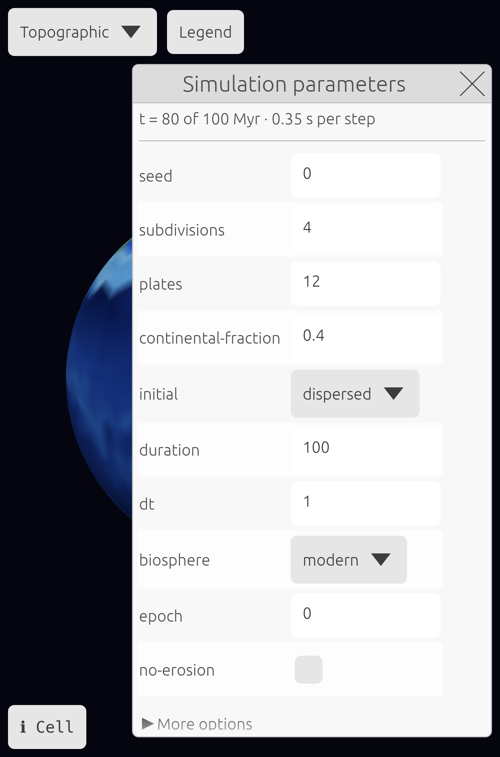 Topographic
Legend
Simulation parameters
t = 80 of 100 Myr · 0.35 s per step
seed 0
subdivisions 4
plates 12
continental-fraction 0.4
initial dispersed
duration 100
dt 1
biosphere modern
epoch 0
no-erosion
More options
ℹ Cell